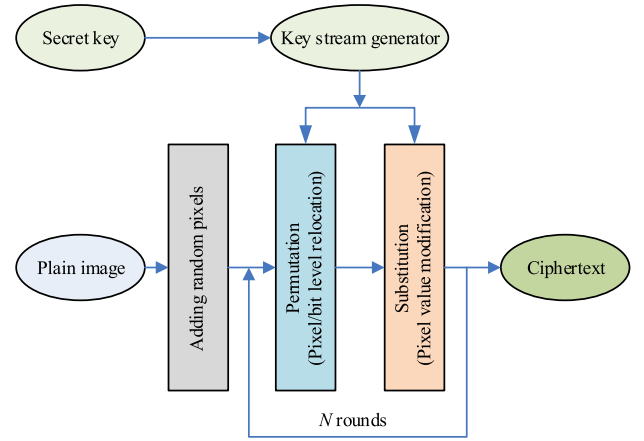 Secret key
Key stream generator
Plain image
Adding random pixels
Permutation
(Pixel/bit level relocation)
Substitution
(Pixel value modification)
Ciphertext
N rounds